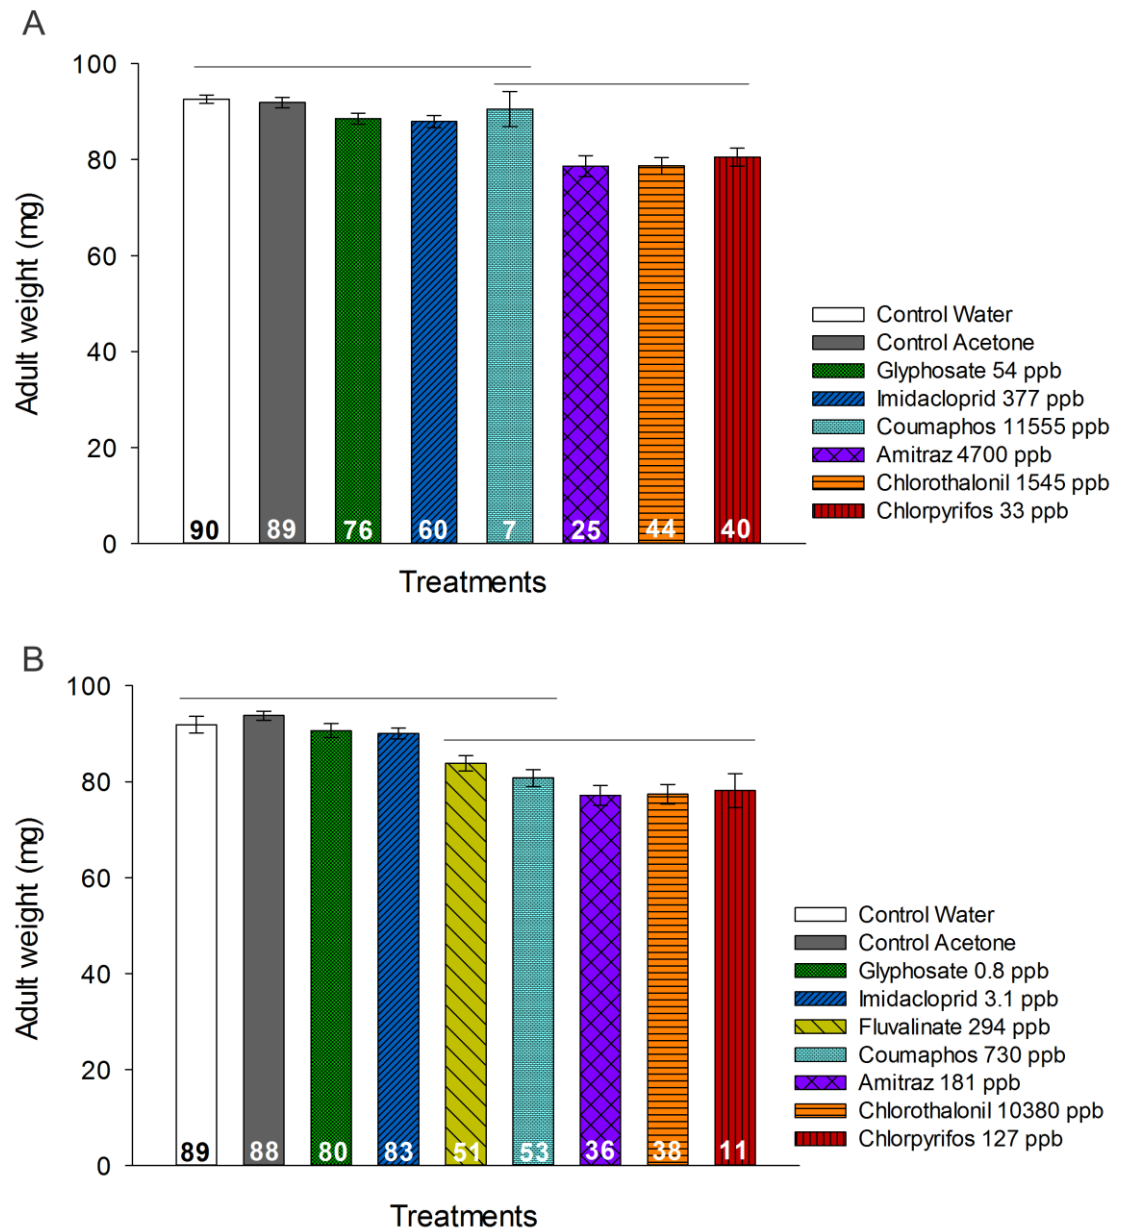 A
100
80
60
40
20
0
Adult weight (mg)
90 89 76 60 7 25 44 40
Treatments
Control Water
Control Acetone
Glyphosate 54 ppb
Imidacloprid 377 ppb
Coumaphos 11555 ppb
Amitraz 4700 ppb
Chlorothalonil 1545 ppb
Chlorpyrifos 33 ppb
B
100
80
60
40
20
0
Adult weight (mg)
89 88 80 83 51 53 36 38 11
Treatments
Control Water
Control Acetone
Glyphosate 0.8 ppb
Imidacloprid 3.1 ppb
Fluvalinate 294 ppb
Coumaphos 730 ppb
Amitraz 181 ppb
Chlorothalonil 10380 ppb
Chlorpyrifos 127 ppb